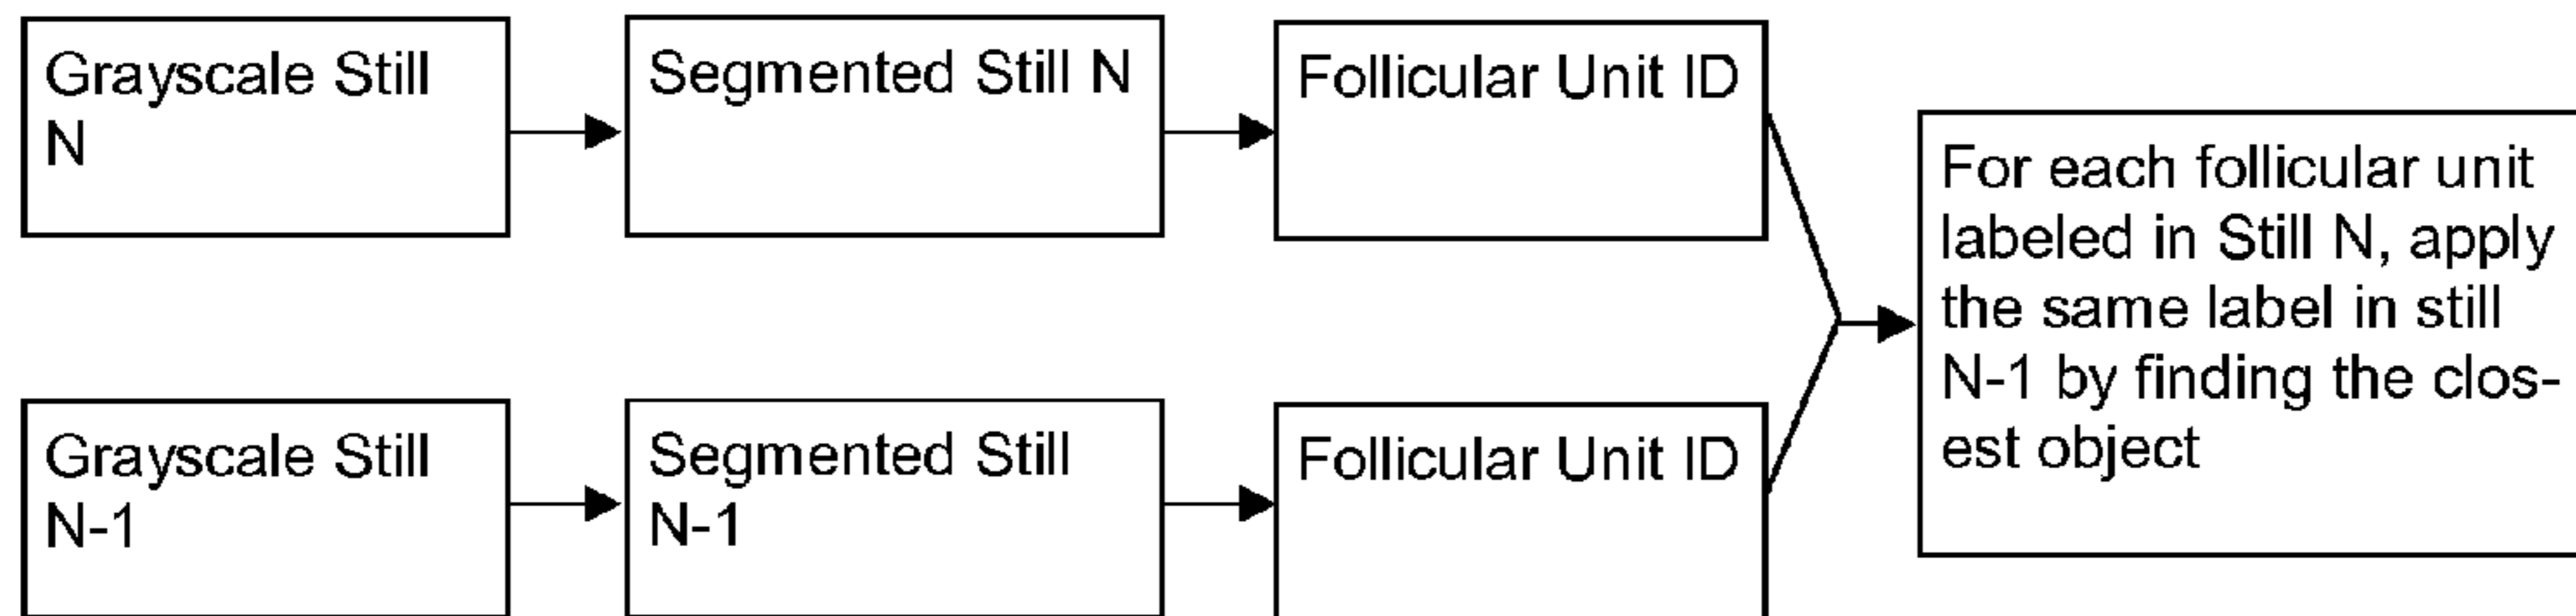 Grayscale Still
N
Segmented Still N
Follicular Unit ID
For each follicular unit
labeled in Still N, apply
the same label in still
N-1 by finding the clos-
est object
Grayscale Still
N-1
Segmented Still
N-1
Follicular Unit ID